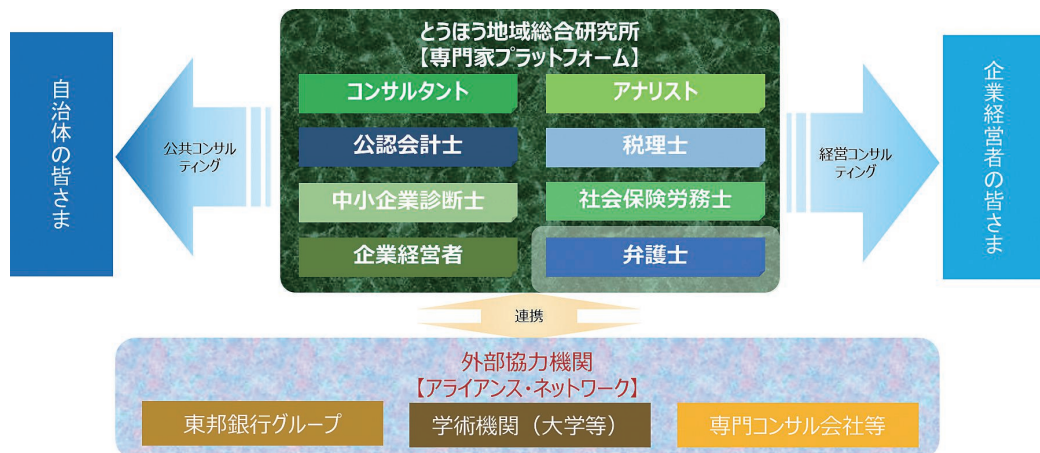 とうほう地域総合研究所
【専門家プラットフォーム】
自治体の皆さま
公共コンサル
ティング
コンサルタント
アナリスト
公認会計士
税理士
中小企業診断士
社会保険労務士
企業経営者
弁護士
経営コンサル
ティング
企業経営者の皆さま
連携
外部協力機関
【アライアンス・ネットワーク】
東邦銀行グループ
学術機関（大学等）
専門コンサル会社等